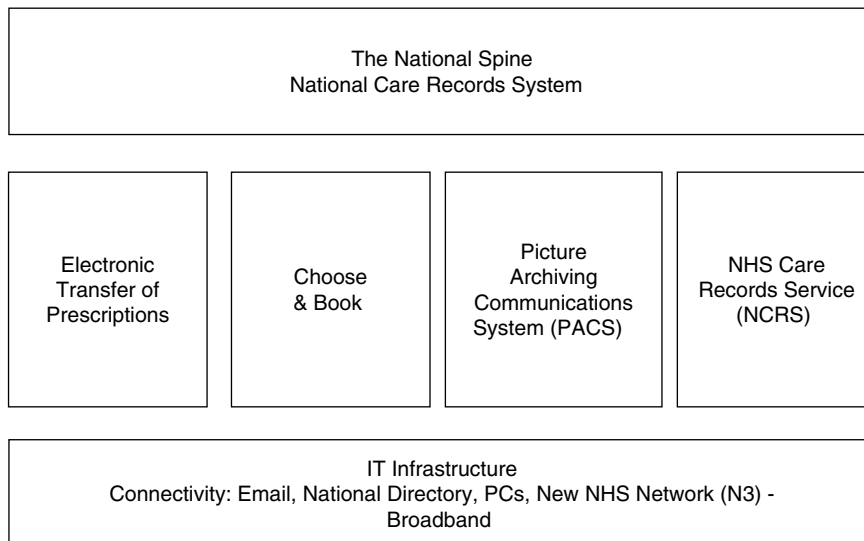 The National Spine
National Care Records System
Electronic
Transfer of
Prescriptions
Choose
& Book
Picture
Archiving
Communications
System (PACS)
NHS Care
Records Service
(NCRS)
IT Infrastructure
Connectivity: Email, National Directory, PCs, New NHS Network (N3) -
Broadband